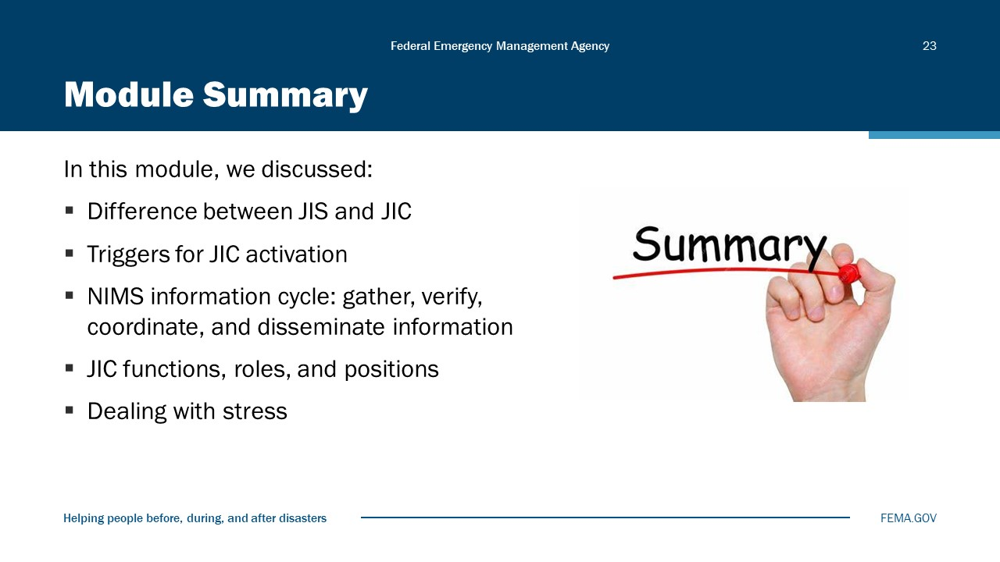 Federal Emergency Management Agency
23
Module Summary
In this module, we discussed:
▪ Difference between JIS and JIC
▪ Triggers for JIC activation
▪ NIMS information cycle: gather, verify,
coordinate, and disseminate information
▪ JIC functions, roles, and positions
▪ Dealing with stress
Summary
Helping people before, during, and after disasters
FEMA.GOV